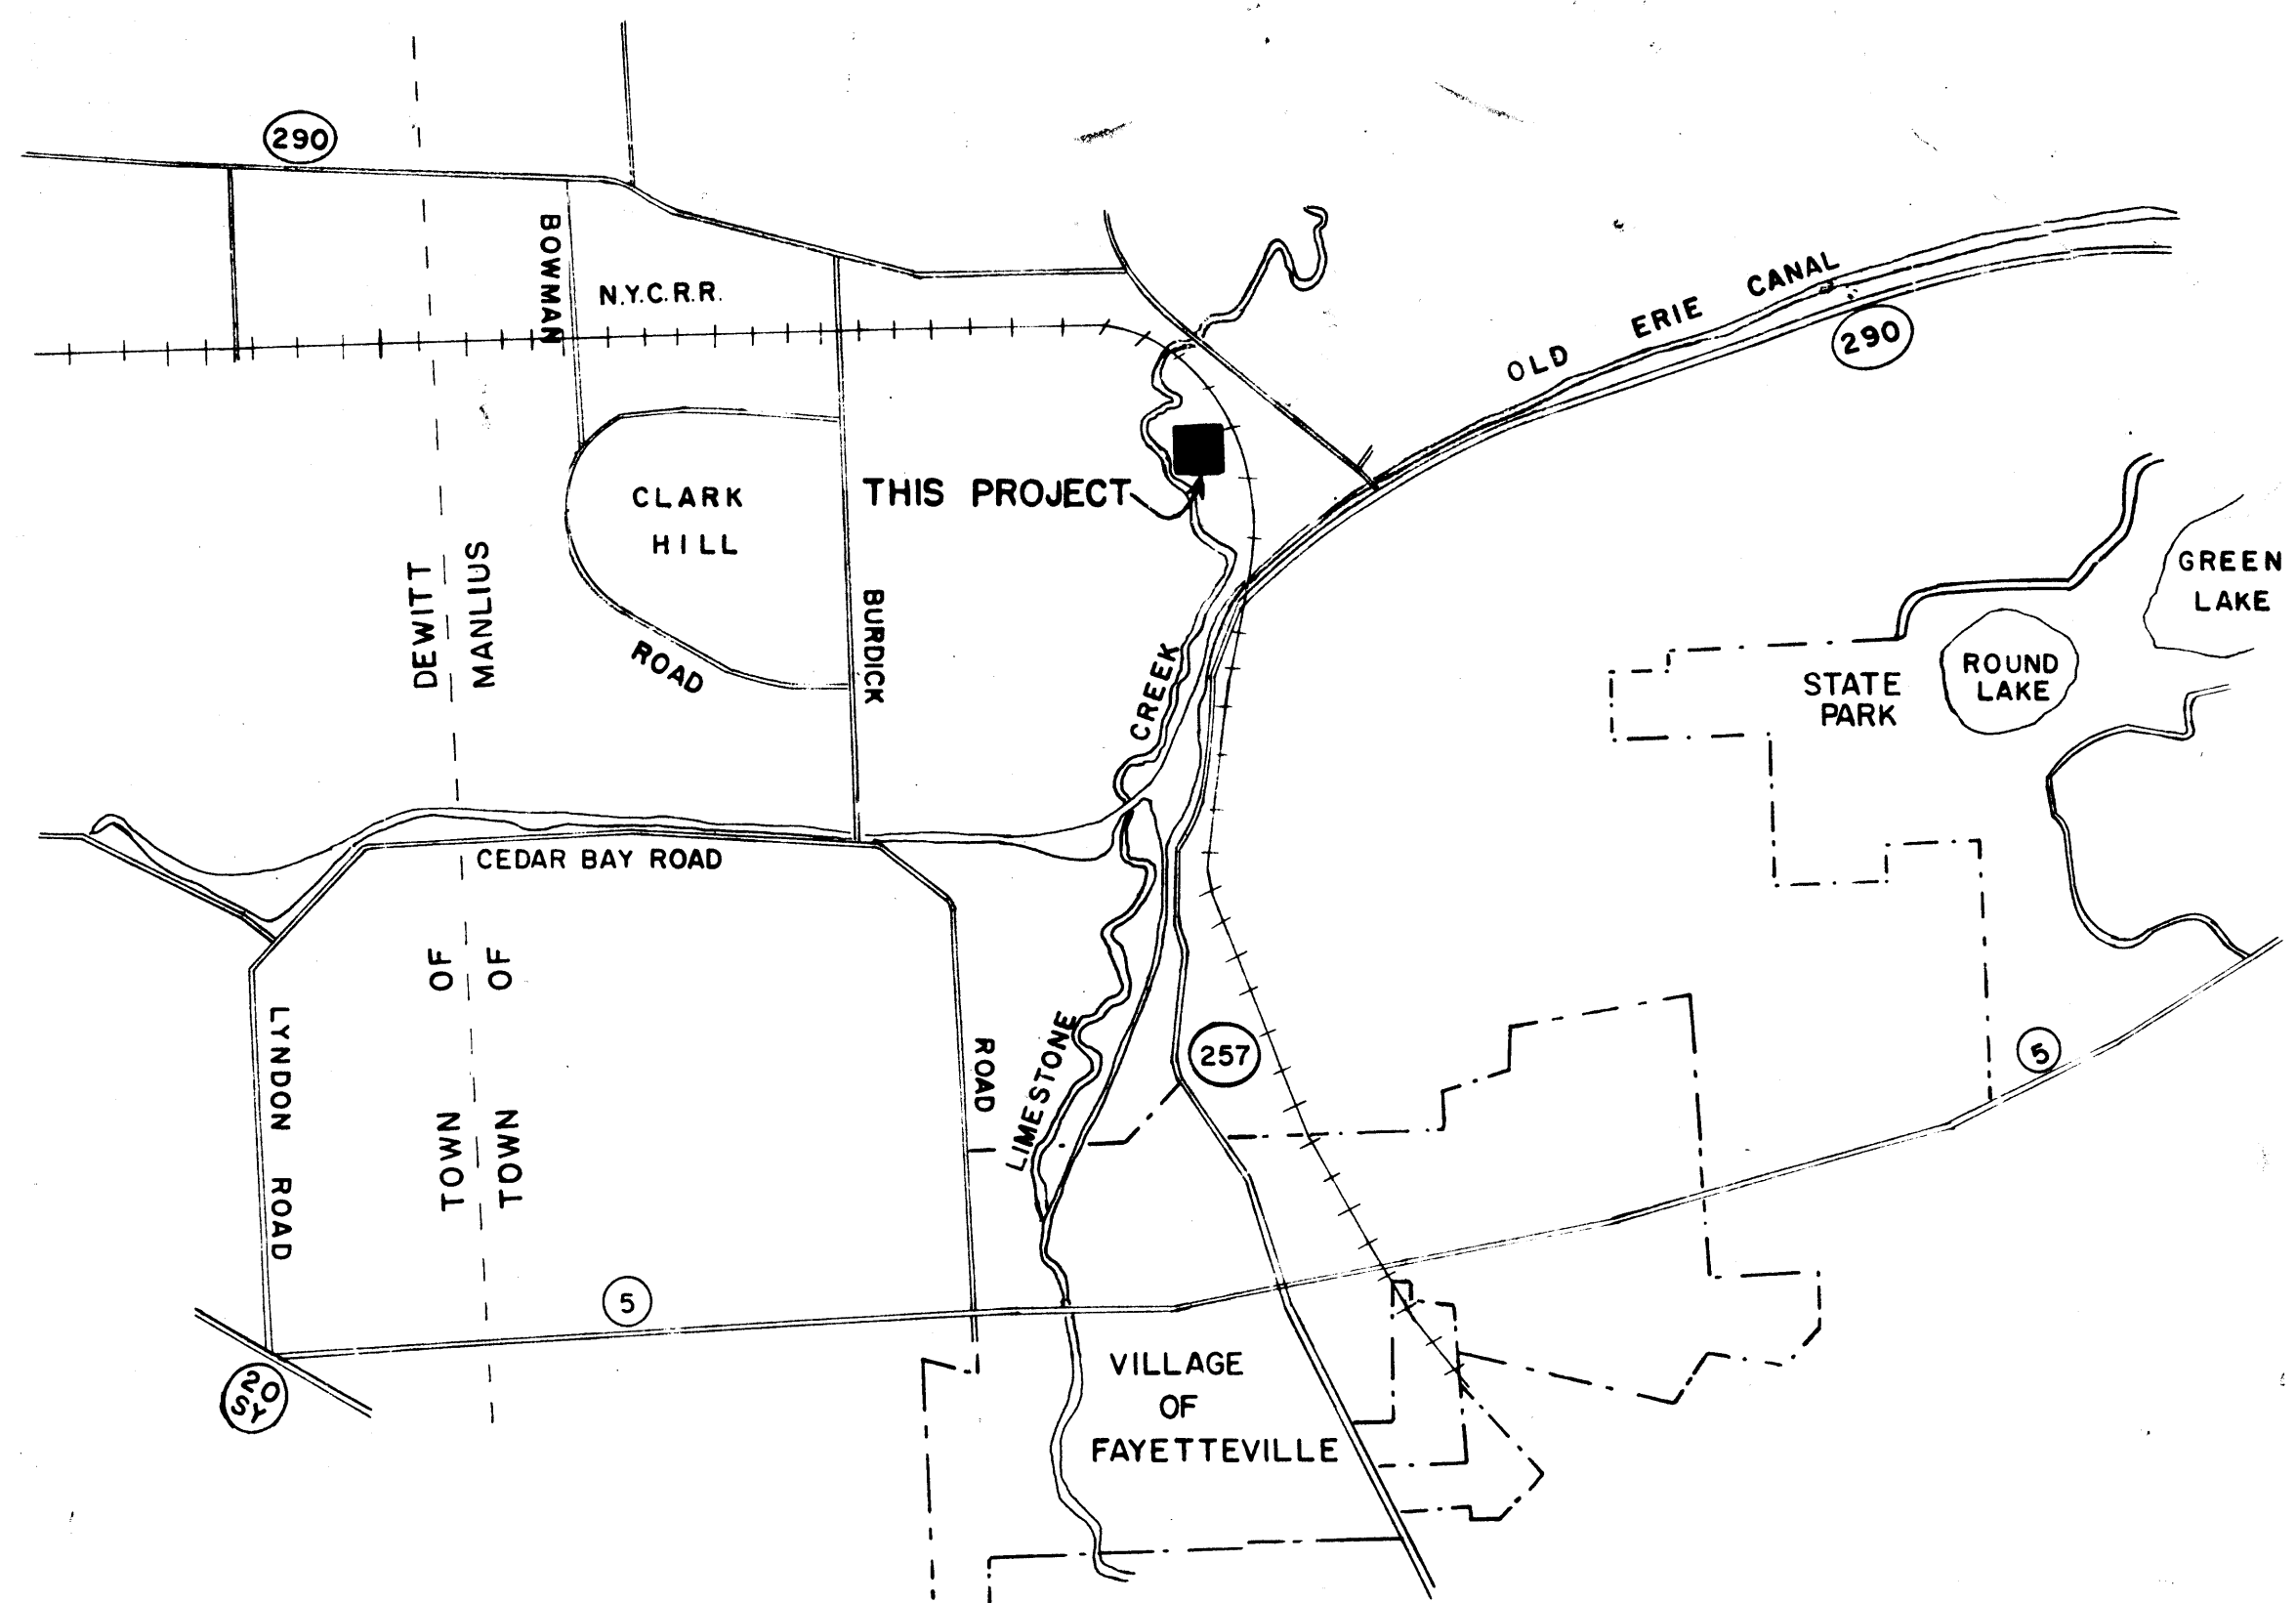 290
BOWMAN
N.Y.C.R.R.
OLD ERIE CANAL
290
CLARK
HILL
THIS PROJECT
GREEN
LAKE
DEWITT
MANLIUS
BURDICK
ROAD
CREEK
ROUND
LAKE
STATE
PARK
CEDAR BAY ROAD
OF
OF
LYNDON ROAD
ROAD
LIMESTONE
257
5
TOWN
TOWN
5
20
SY
VILLAGE
OF
FAYETTEVILLE